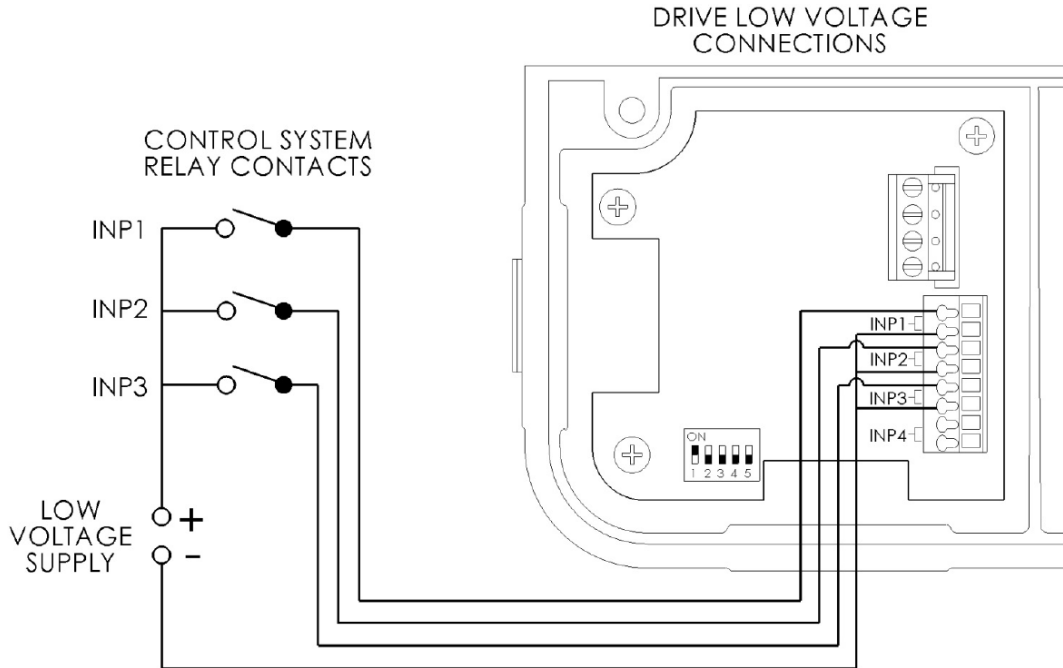 DRIVE LOW VOLTAGE
CONNECTIONS
CONTROL SYSTEM
RELAY CONTACTS
INP1
INP2
INP3
LOW
VOLTAGE
SUPPLY
+
-
INP1
INP2
INP3
INP4
ON
1 2 3 4 5